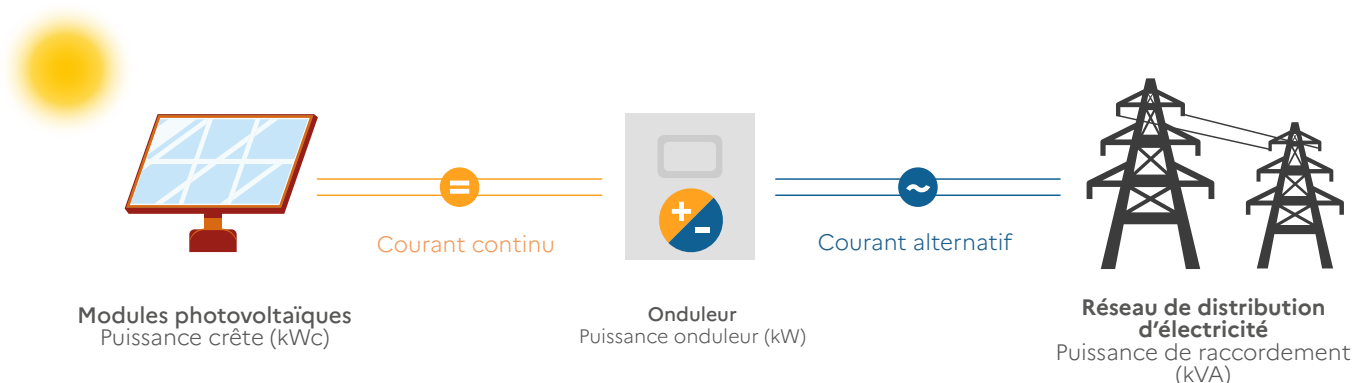 Courant continu
Courant alternatif
Modules photovoltaïques
Puissance crête (kWc)
Onduleur
Puissance onduleur (kW)
Réseau de distribution
d'électricité
Puissance de raccordement
(kVA)